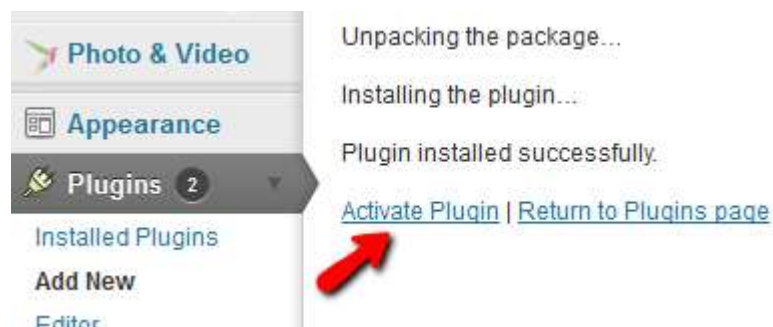 Photo & Video
Appearance
Plugins 2
Installed Plugins
Add New
Editor
Unpacking the package...
Installing the plugin...
Plugin installed successfully.
Activate Plugin | Return to Plugins page